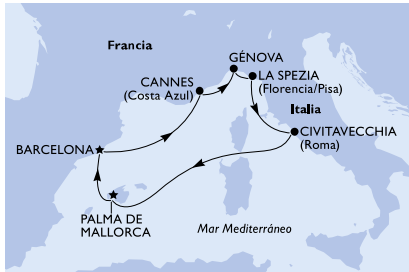 Francia
GÉNOVA
CANNES
(Costa Azul)
LA SPEZIA
(Florencia/Pisa)
Italia
CIVITAVECCHIA
(Roma)
BARCELONA
PALMA DE
MALLORCA
Mar Mediterráneo